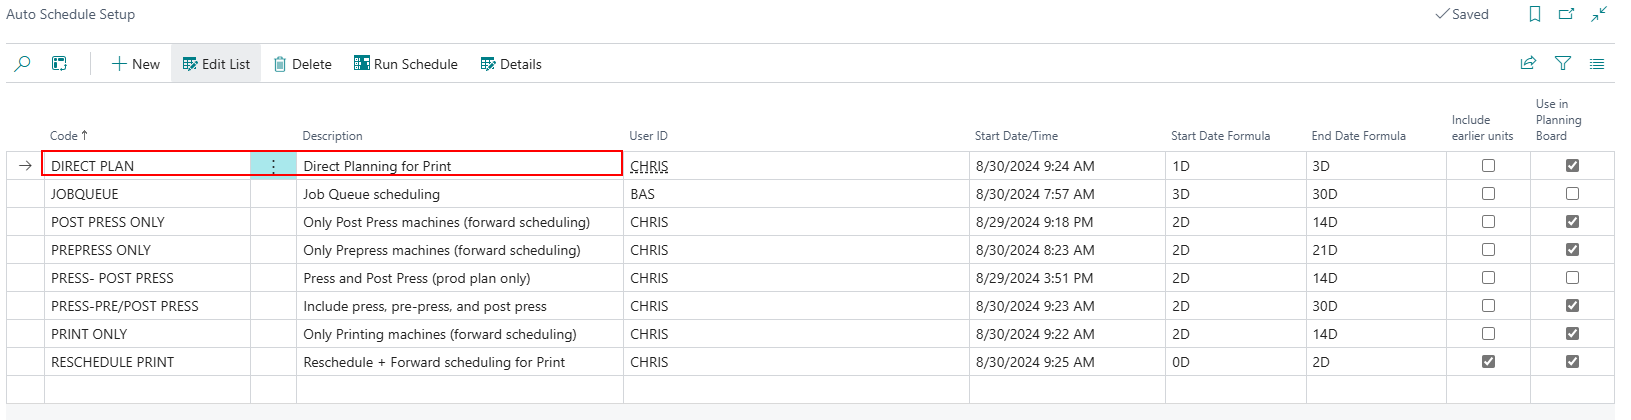 Auto Schedule Setup
Saved
New Edit List Delete Run Schedule Details
Code Description User ID Start Date/Time Start Date Formula End Date Formula Include earlier units Use in Planning Board
DIRECT PLAN Direct Planning for Print CHRIS 8/30/2024 9:24 AM 1D 3D
JOBQUEUE Job Queue scheduling BAS 8/30/2024 7:57 AM 3D 30D
POST PRESS ONLY Only Post Press machines (forward scheduling) CHRIS 8/29/2024 9:18 PM 2D 14D
PREPRESS ONLY Only Prepress machines (forward scheduling) CHRIS 8/30/2024 8:23 AM 2D 21D
PRESS- POST PRESS Press and Post Press (prod plan only) CHRIS 8/29/2024 3:51 PM 2D 14D
PRESS-PRE/POST PRESS Include press, pre-press, and post press CHRIS 8/30/2024 9:23 AM 2D 30D
PRINT ONLY Only Printing machines (forward scheduling) CHRIS 8/30/2024 9:22 AM 2D 14D
RESCHEDULE PRINT Reschedule + Forward scheduling for Print CHRIS 8/30/2024 9:25 AM 0D 2D